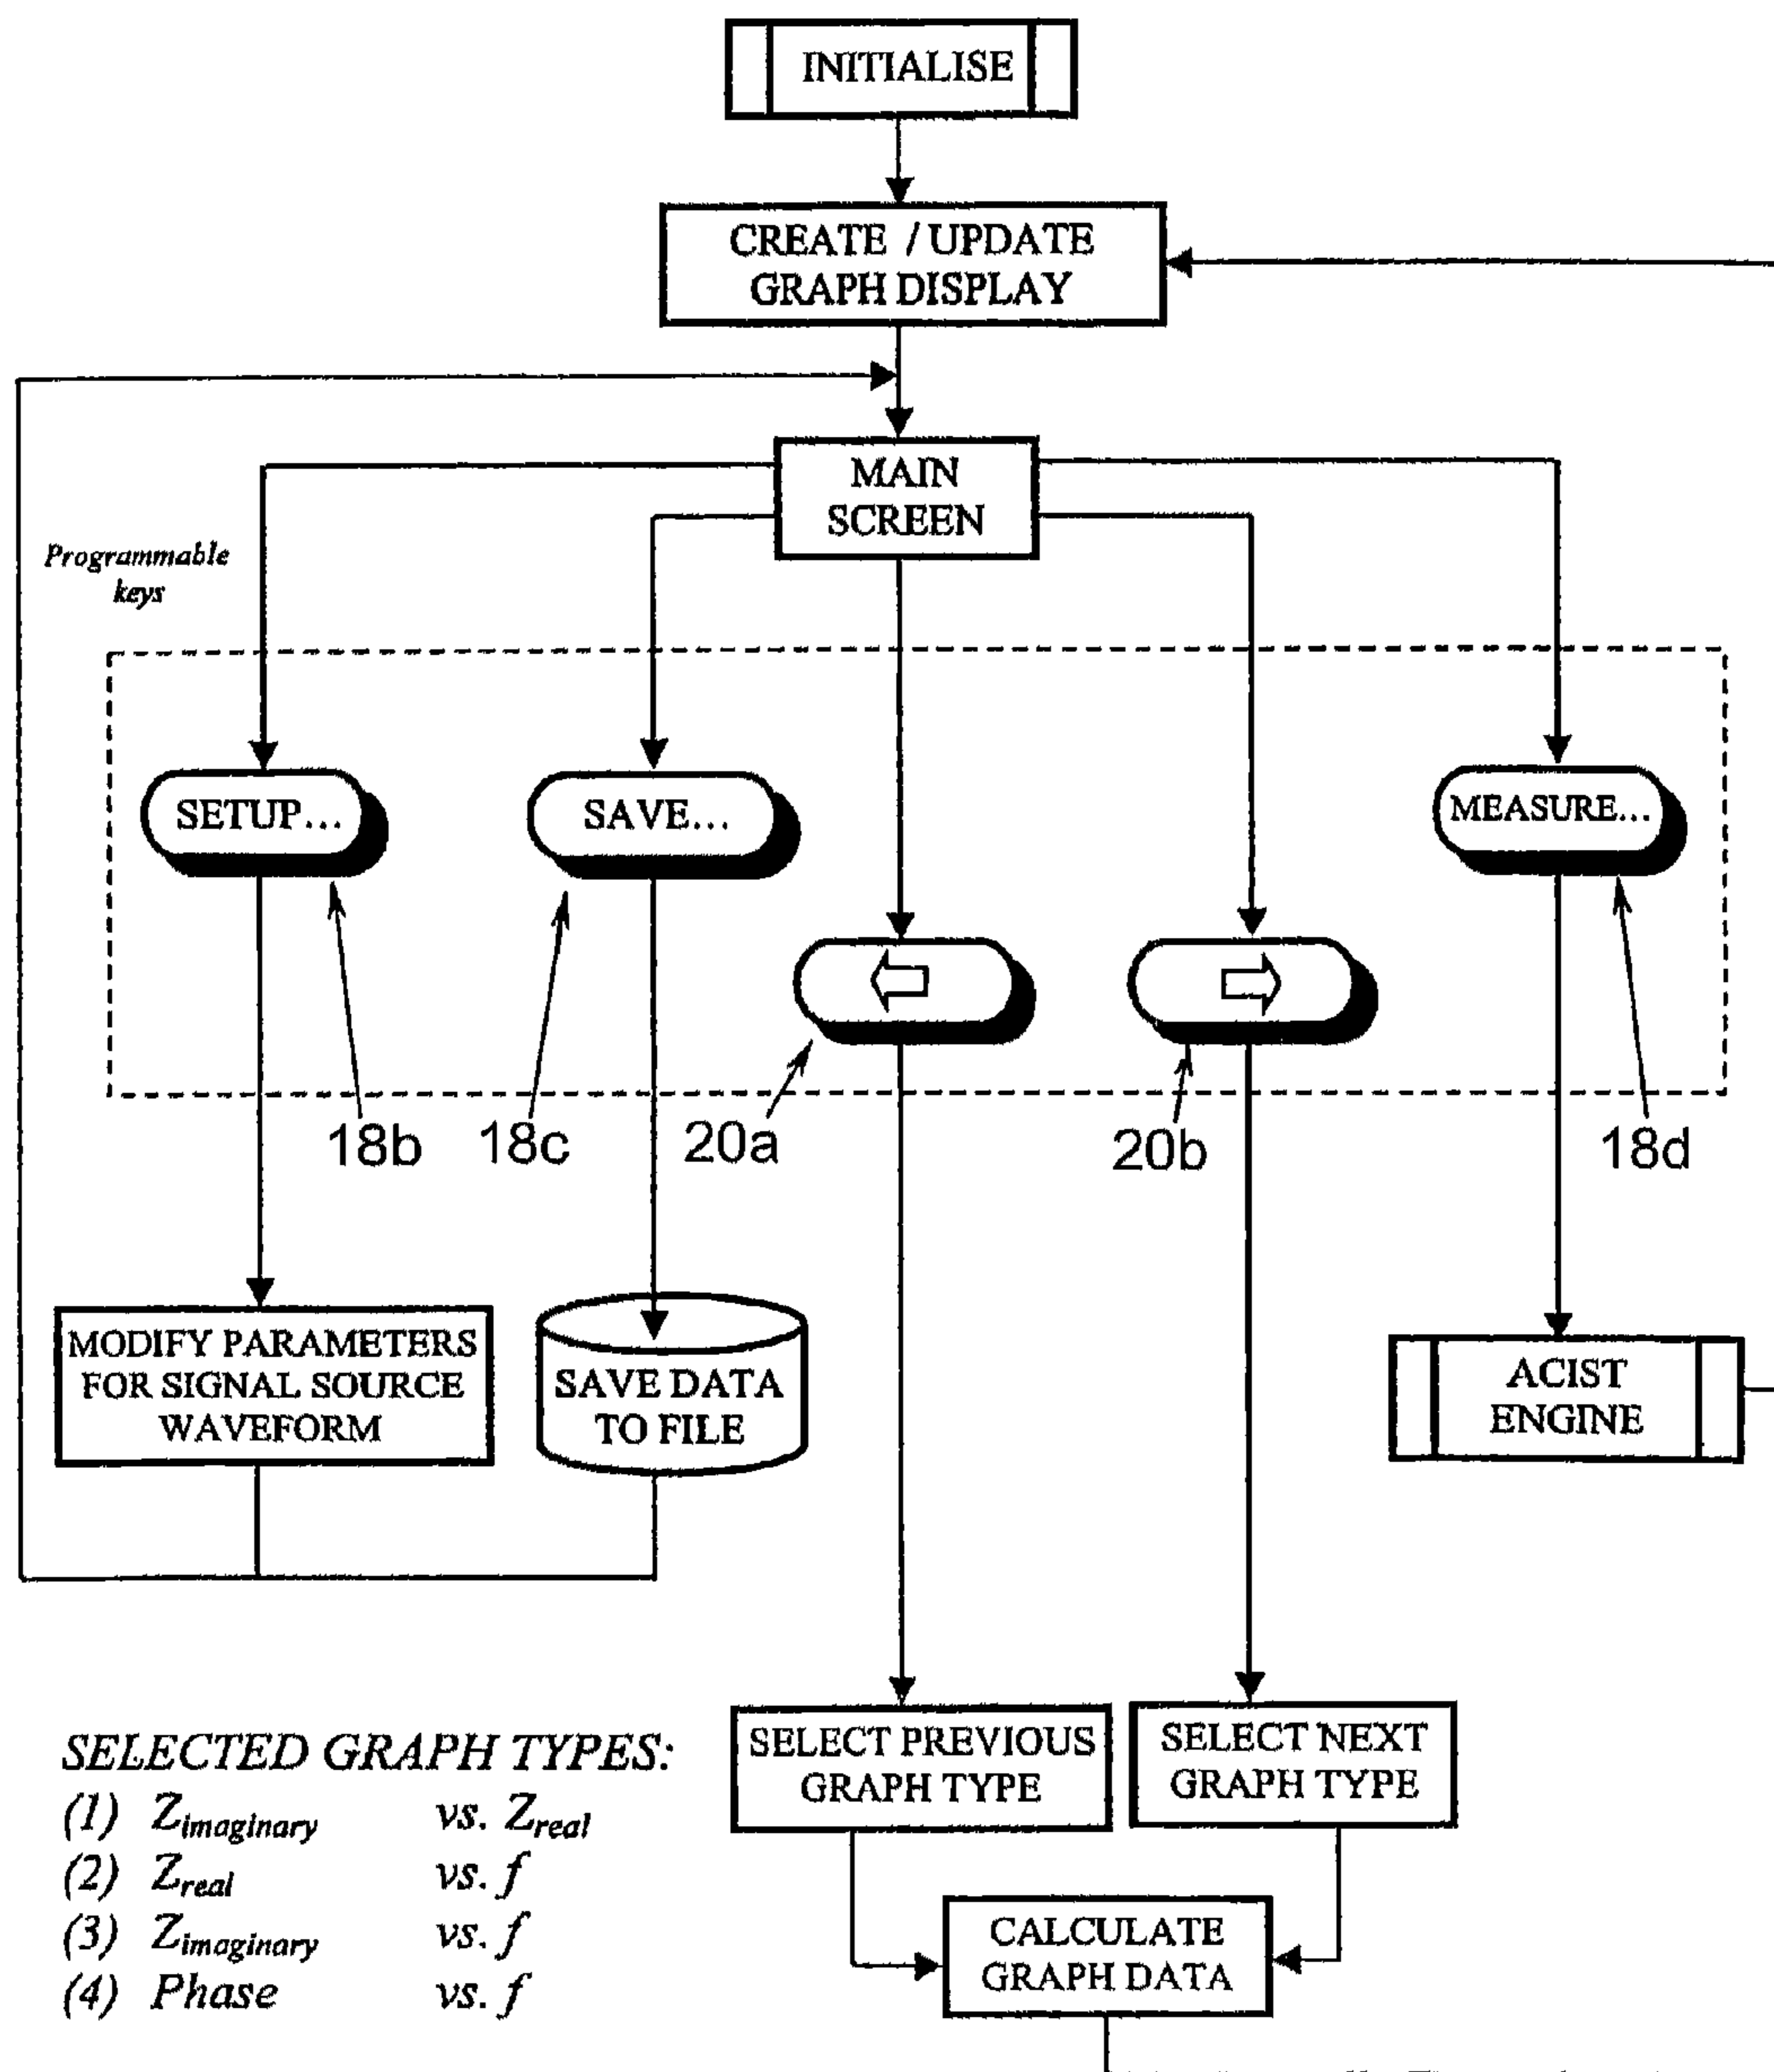 INITIALISE
CREATE / UPDATE
GRAPH DISPLAY
MAIN
SCREEN
Programmable
keys
SETUP...
SAVE...
MEASURE...
18b
18c
20a
20b
18d
MODIFY PARAMETERS
FOR SIGNAL SOURCE
WAVEFORM
SAVE DATA
TO FILE
ACIST
ENGINE
SELECT PREVIOUS
GRAPH TYPE
SELECT NEXT
GRAPH TYPE
SELECTED GRAPH TYPES:
(1) Zimaginary vs. Zreal
(2) Zreal vs. f
(3) Zimaginary vs. f
(4) Phase vs. f
CALCULATE
GRAPH DATA